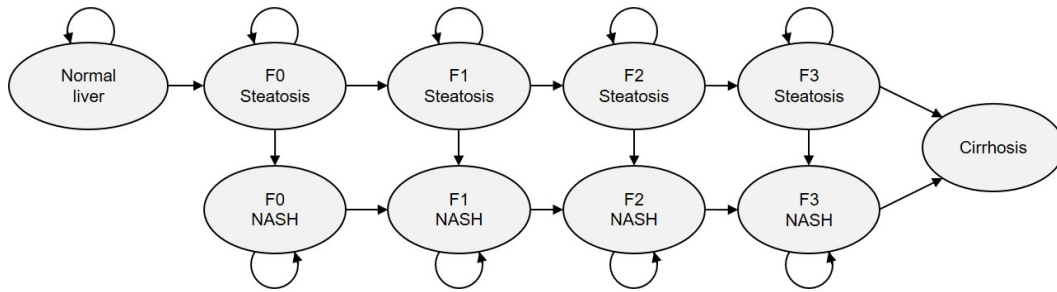 Normal
liver
F0
Steatosis
F1
Steatosis
F2
Steatosis
F3
Steatosis
Cirrhosis
F0
NASH
F1
NASH
F2
NASH
F3
NASH